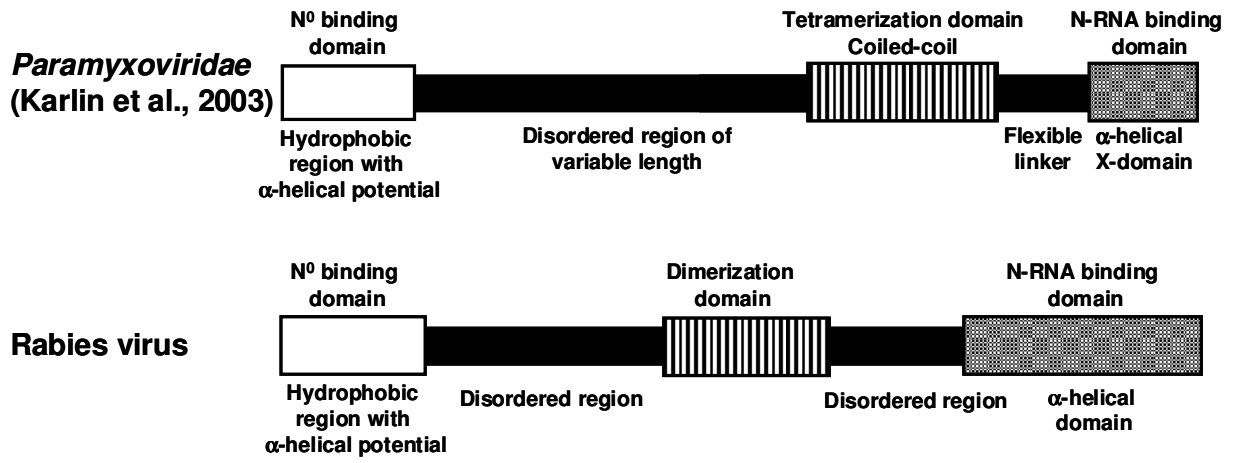 N⁰ binding
domain
Tetramerization domain
Coiled-coil
N-RNA binding
domain
Paramyxoviridae
(Karlin et al., 2003)
Hydrophobic
region with
α-helical potential
Disordered region of
variable length
Flexible
linker
α-helical
X-domain
N⁰ binding
domain
Dimerization
domain
N-RNA binding
domain
Rabies virus
Hydrophobic
region with
α-helical potential
Disordered region
Disordered region
α-helical
domain